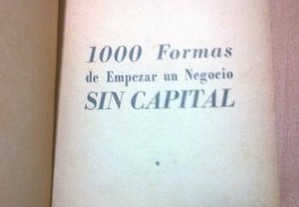 1000 Formas
de Empezar un Negocio
SIN CAPITAL